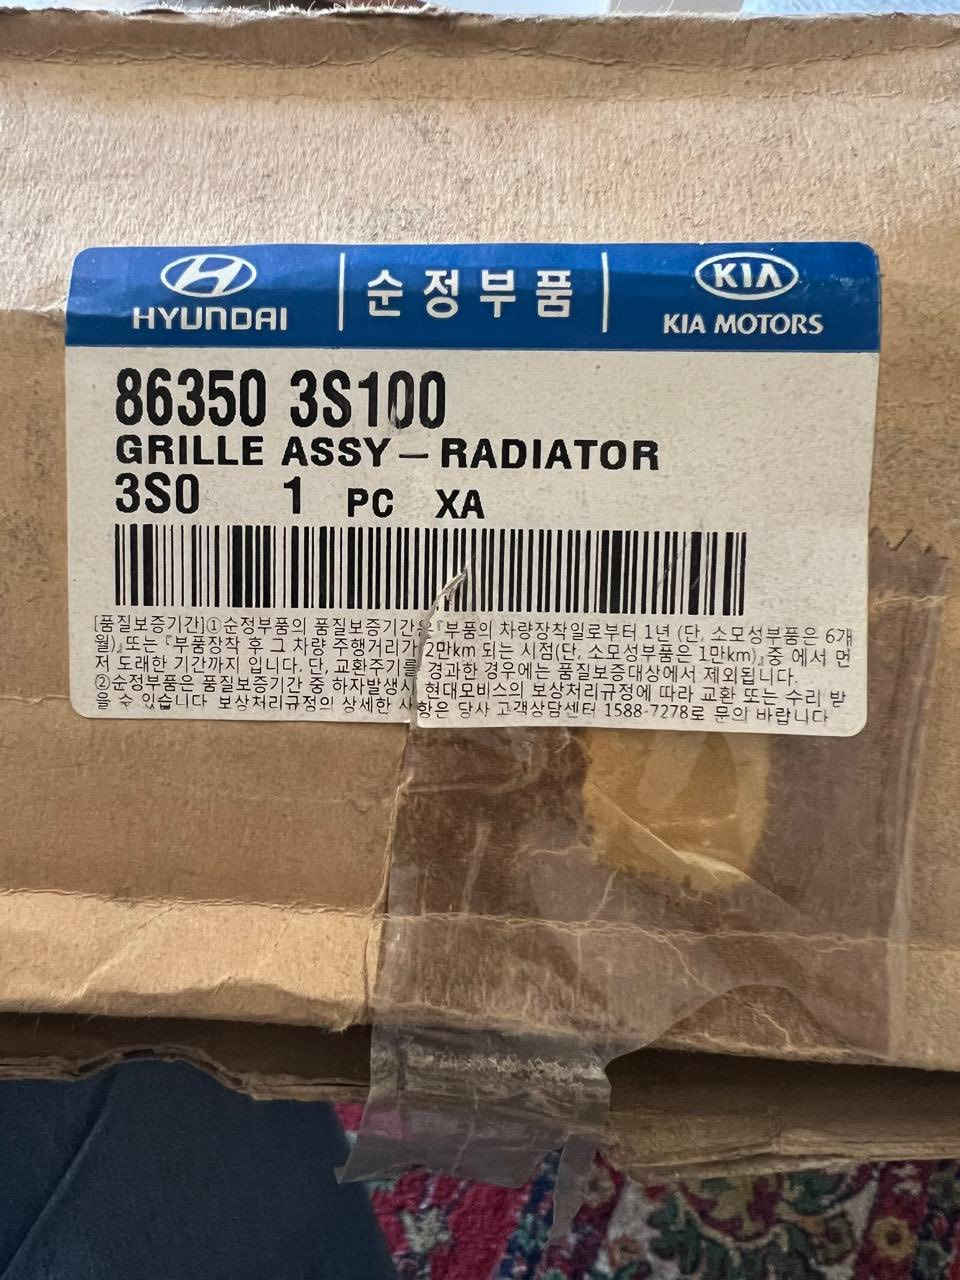 HYUNDAI
순정부품
KIA
KIA MOTORS
86350 3S100
GRILLE ASSY – RADIATOR
3S0 1 PC XA
[품질보증기간]①순정부품의 품질보증기간은『부품의 차량장착일로부터 1년 (단, 소모성부품은 6개
월)』또는『부품장착 후 그 차량 주행거리가 2만km 되는 시점(단, 소모성부품은 1만km)』중 에서 먼
저 도래한 기간까지 입니다. 단, 교환주기를 경과한 경우에는 품질보증대상에서 제외됩니다.
②순정부품은 품질보증기간 중 하자발생시 현대모비스의 보상처리규정에 따라 교환 또는 수리 받
을 수 있습니다 보상처리규정의 상세한 사항은 당사 고객상담센터 1588-7278로 문의 바랍니다